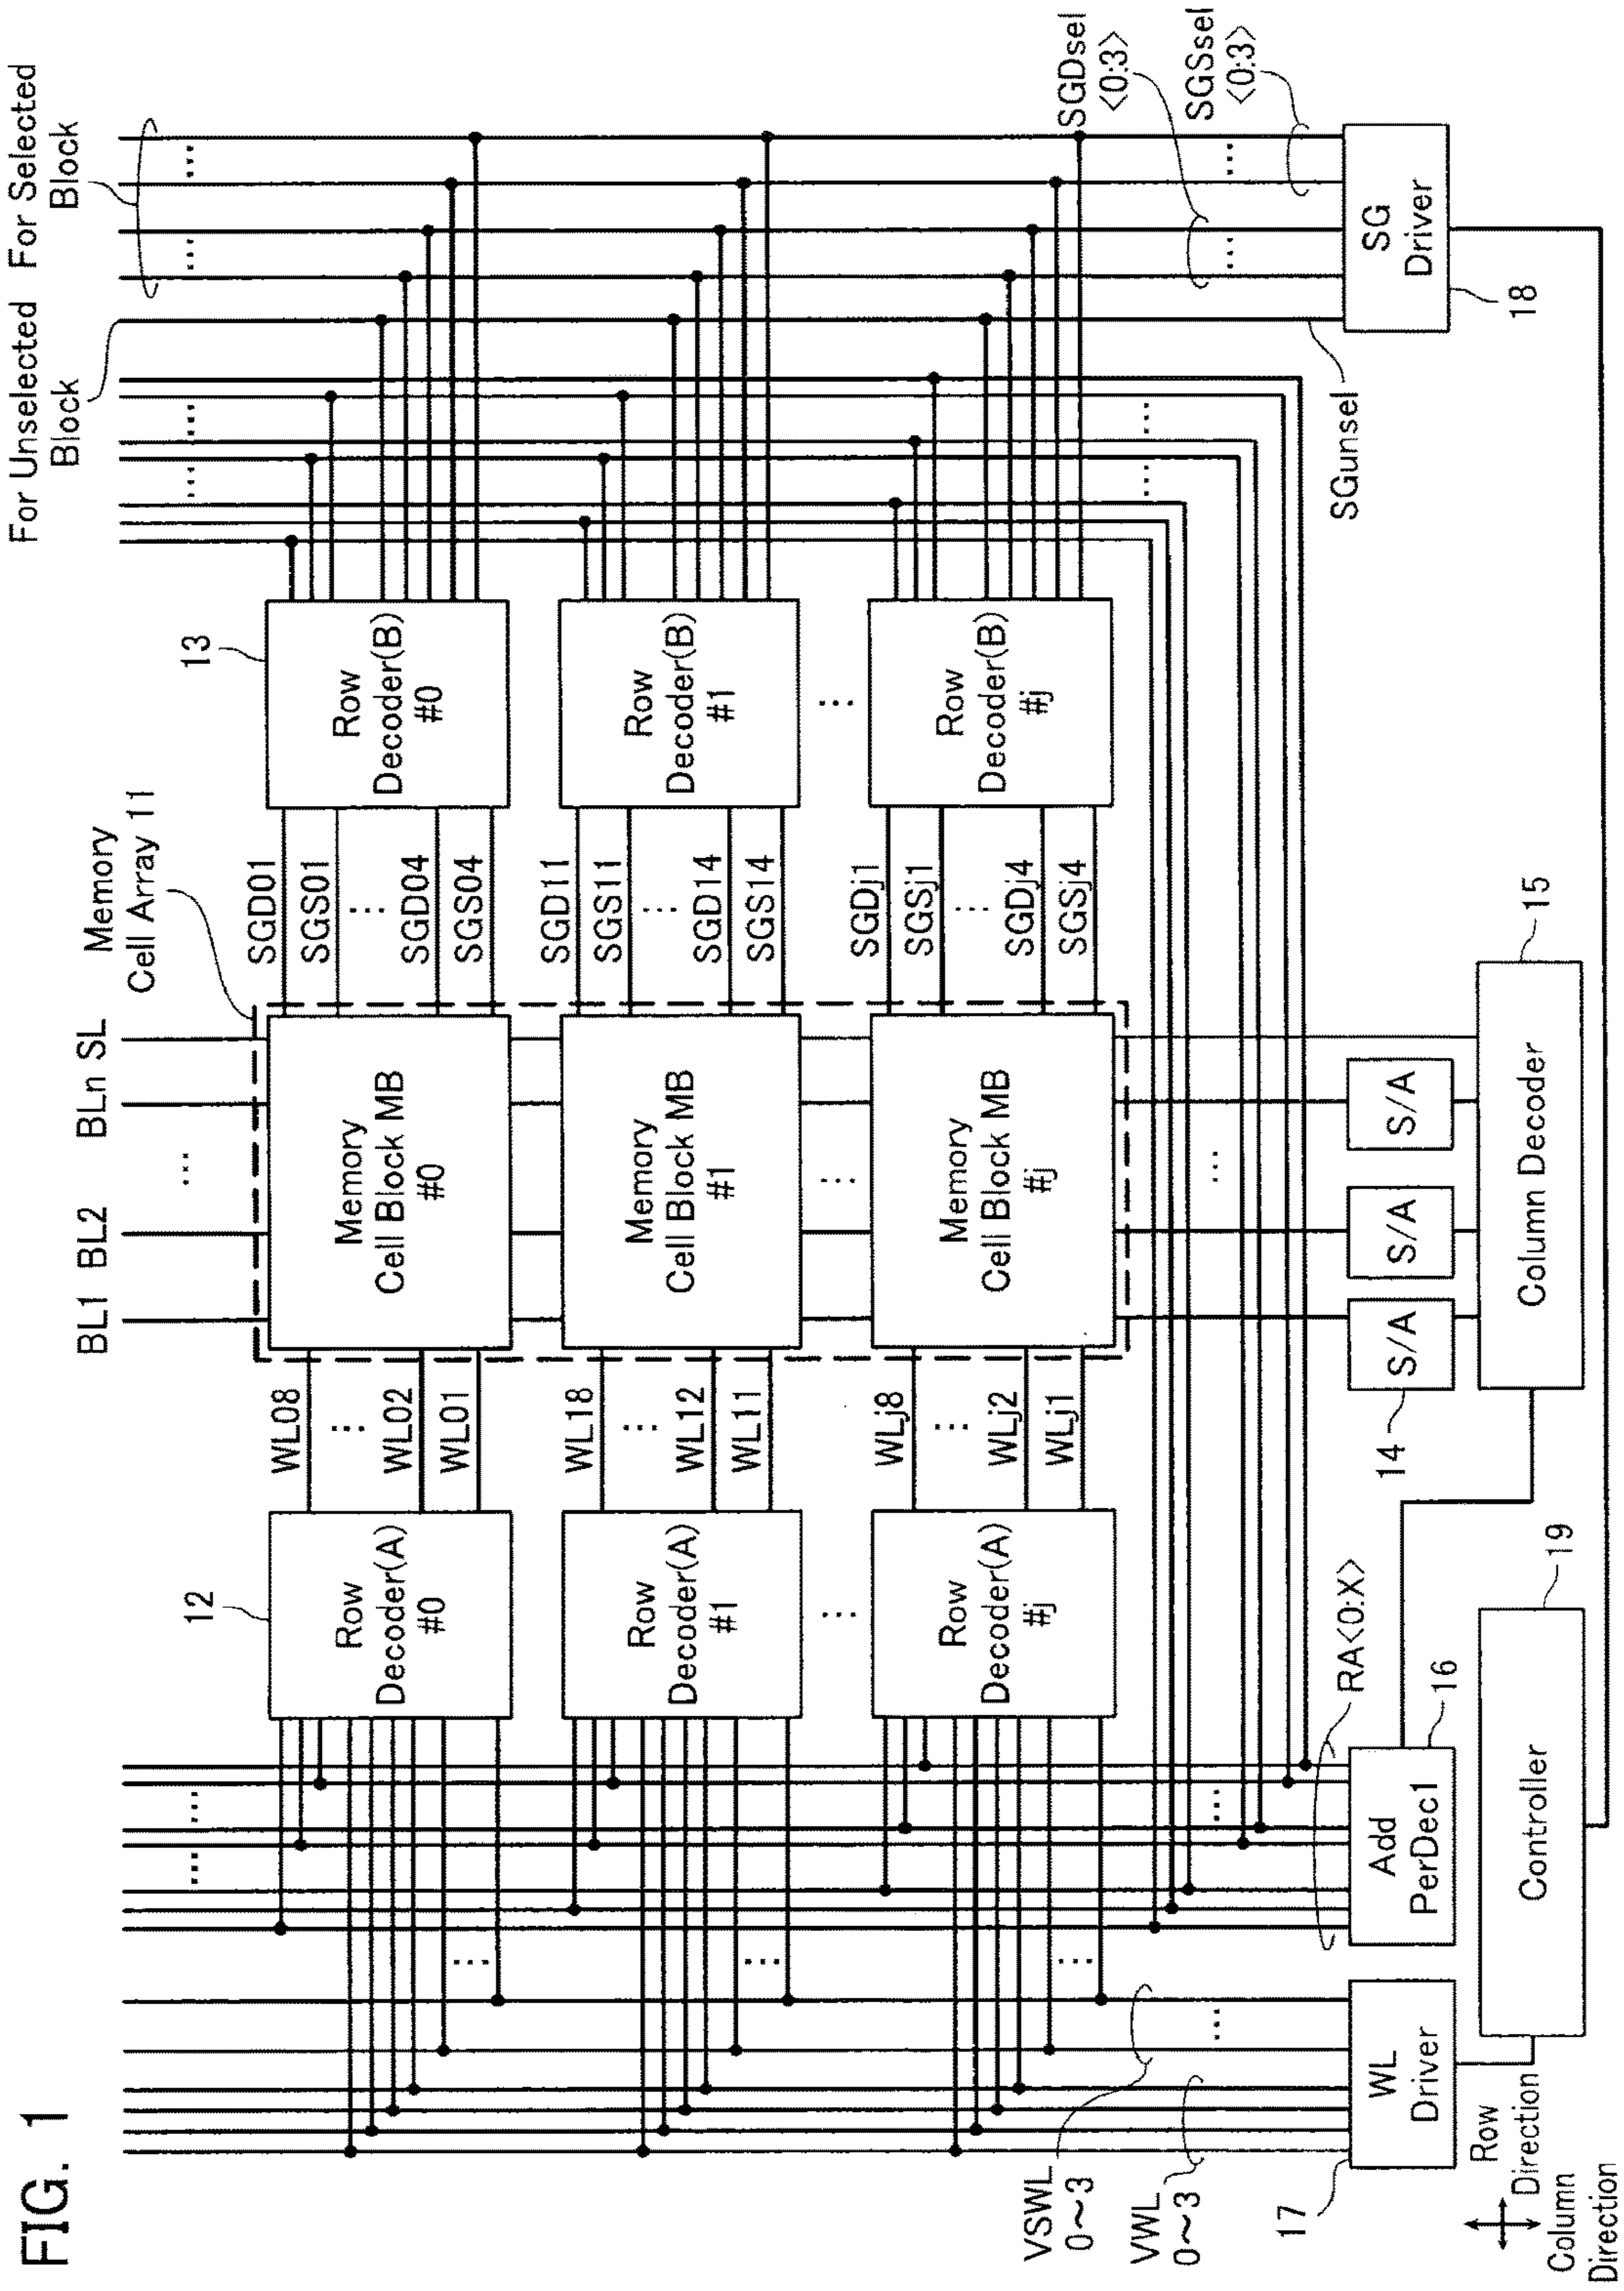 FIG. 1
BL1 BL2 ... BLn SL
Memory
Cell Array 11
For Unselected
Block
For Selected
Block
... ...
... ...
... ...
12
Row
Decoder(A)
#0
WL08
...
WL02
WL01
Memory
Cell Block MB
#0
SGD01
SGS01
...
SGD04
SGS04
13
Row
Decoder(B)
#0
...
Row
Decoder(A)
#1
WL18
...
WL12
WL11
Memory
Cell Block MB
#1
SGD11
SGS11
...
SGD14
SGS14
Row
Decoder(B)
#1
...
...
...
...
Row
Decoder(A)
#j
WLj8
...
WLj2
WLj1
Memory
Cell Block MB
#j
SGDj1
SGSj1
...
SGDj4
SGSj4
Row
Decoder(B)
#j
...
VSWL
0~3
VWL
0~3
...
...
RA<0:X>
...
... ...
SGunsel
SGDsel
<0:3>
...
SGSsel
<0:3>
...
17
WL
Driver
Add
PerDec1
16
14
S/A
S/A
S/A
SG
Driver
18
Controller
19
Column Decoder
15
Row
Direction
Column
Direction